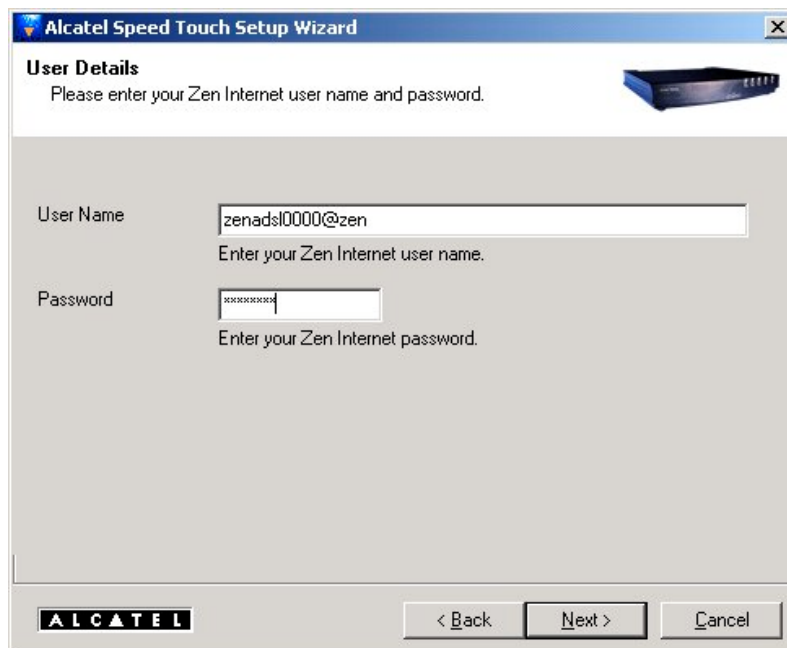 Alcatel Speed Touch Setup Wizard
User Details
Please enter your Zen Internet user name and password.
User Name
zenadsl0000@zen
Enter your Zen Internet user name.
Password
********
Enter your Zen Internet password.
ALCATEL
< Back
Next >
Cancel